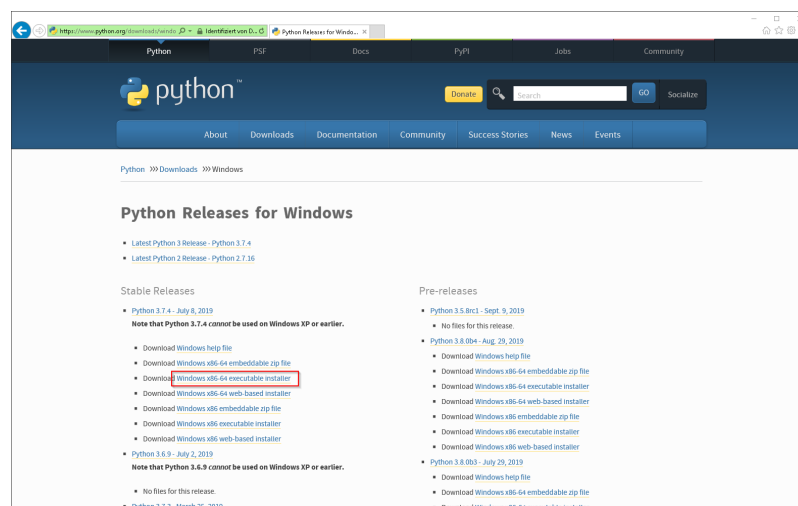 https://www.python.org/downloads/windo
Identifiziert von D...
Python Releases for Windo...
Python PSF Docs PyPI Jobs Community
python™
Donate Search GO Socialize
About Downloads Documentation Community Success Stories News Events
Python >>> Downloads >>> Windows
Python Releases for Windows
Latest Python 3 Release - Python 3.7.4
Latest Python 2 Release - Python 2.7.16
Stable Releases
Python 3.7.4 - July 8, 2019
Note that Python 3.7.4 cannot be used on Windows XP or earlier.
Download Windows help file
Download Windows x86-64 embeddable zip file
Download Windows x86-64 executable installer
Download Windows x86-64 web-based installer
Download Windows x86 embeddable zip file
Download Windows x86 executable installer
Download Windows x86 web-based installer
Python 3.6.9 - July 2, 2019
Note that Python 3.6.9 cannot be used on Windows XP or earlier.
No files for this release.
Pre-releases
Python 3.5.8rc1 - Sept. 9, 2019
No files for this release.
Python 3.8.0b4 - Aug. 29, 2019
Download Windows help file
Download Windows x86-64 embeddable zip file
Download Windows x86-64 executable installer
Download Windows x86-64 web-based installer
Download Windows x86 embeddable zip file
Download Windows x86 executable installer
Download Windows x86 web-based installer
Python 3.8.0b3 - July 29, 2019
Download Windows help file
Download Windows x86-64 embeddable zip file